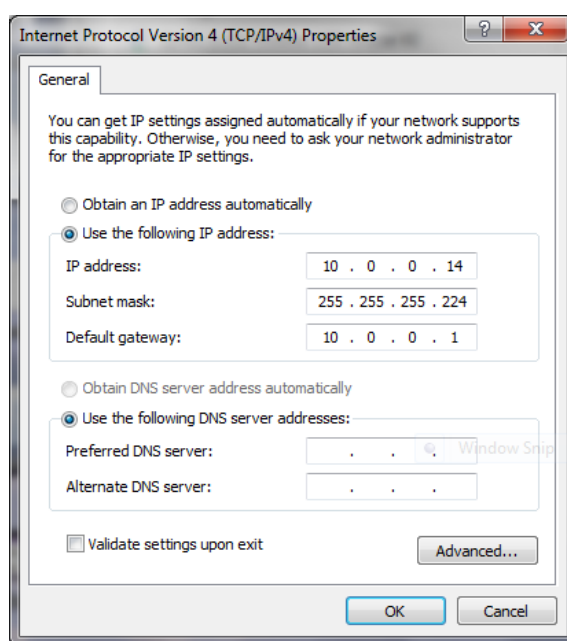 Internet Protocol Version 4 (TCP/IPv4) Properties
General
You can get IP settings assigned automatically if your network supports
this capability. Otherwise, you need to ask your network administrator
for the appropriate IP settings.
Obtain an IP address automatically
Use the following IP address:
IP address: 10 . 0 . 0 . 14
Subnet mask: 255 . 255 . 255 . 224
Default gateway: 10 . 0 . 0 . 1
Obtain DNS server address automatically
Use the following DNS server addresses:
Preferred DNS server: . . . Window Snip
Alternate DNS server: . . .
Validate settings upon exit
Advanced...
OK Cancel